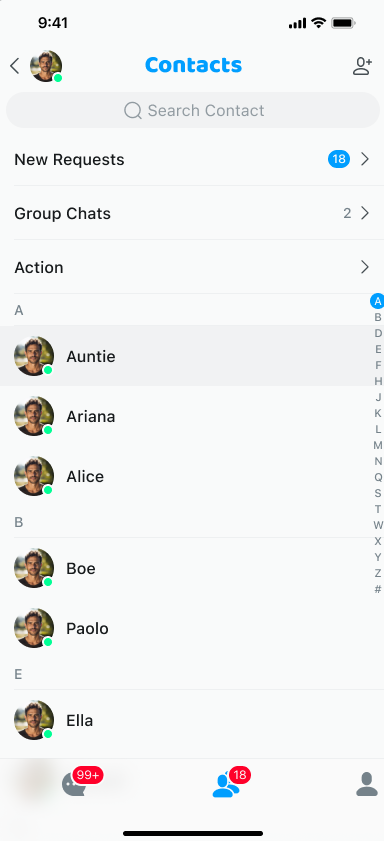 9:41
Contacts
Search Contact
New Requests 18
Group Chats 2
Action
A
Auntie
Ariana
Alice
B
Boe
Paolo
E
Ella
A
B
D
E
F
H
J
K
L
M
N
Q
S
T
W
X
Y
Z
#
99+
18